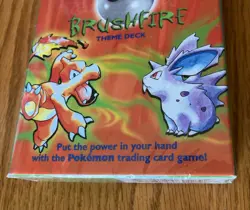 BRUSHFIRE
THEME DECK
Put the power in your hand
with the Pokémon trading card game!